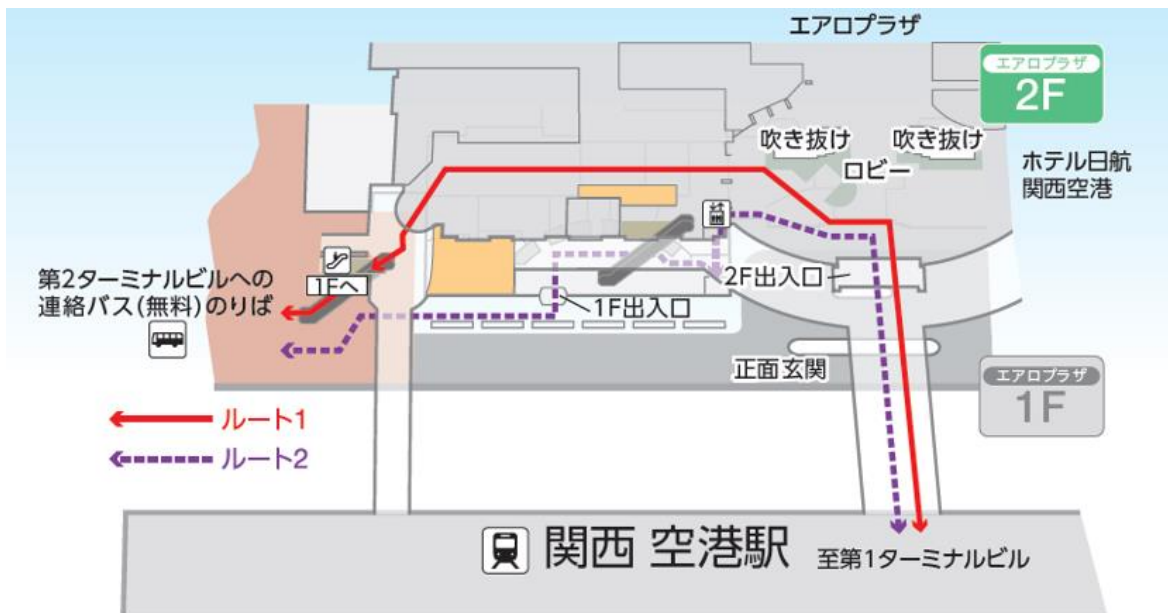 エアロプラザ
エアロプラザ
2F
吹き抜け
吹き抜け
ロビー
ホテル日航
関西空港
第2ターミナルビルへの
連絡バス(無料)のりば
1Fへ
2F出入口
1F出入口
正面玄関
エアロプラザ
1F
ルート1
ルート2
関西 空港駅
至第1ターミナルビル